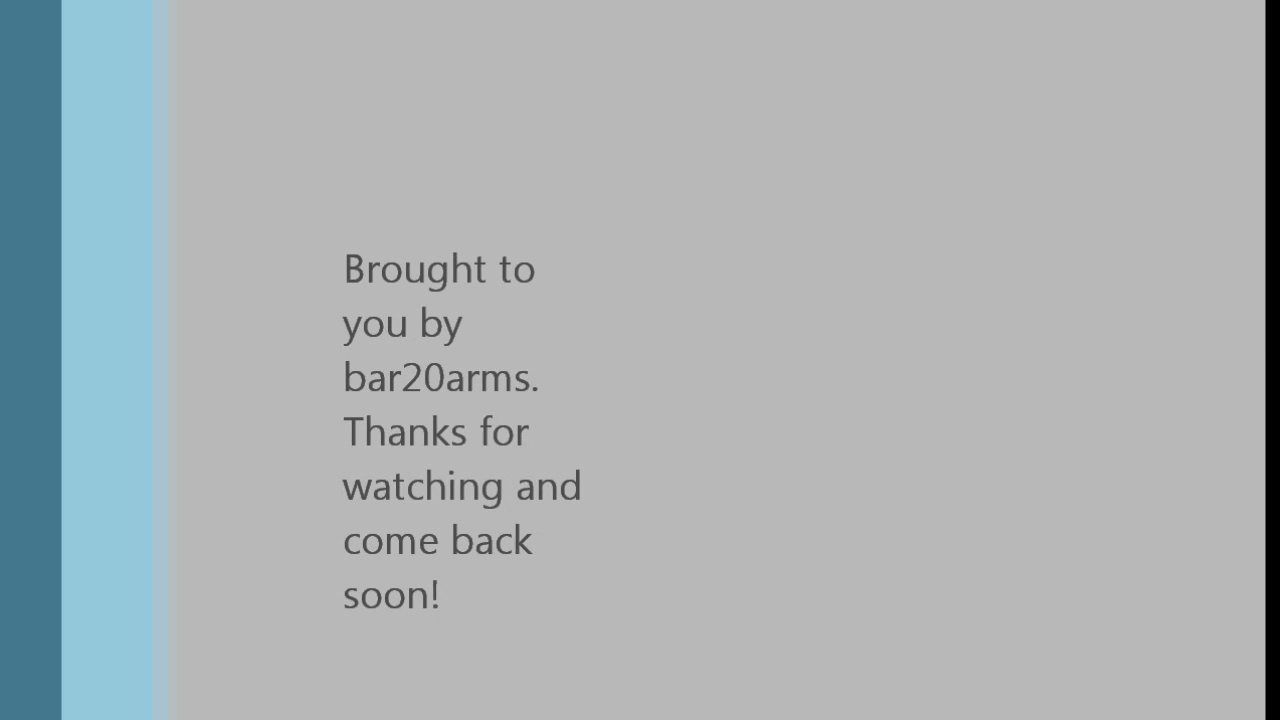 Brought to
you by
bar20arms.
Thanks for
watching and
come back
soon!